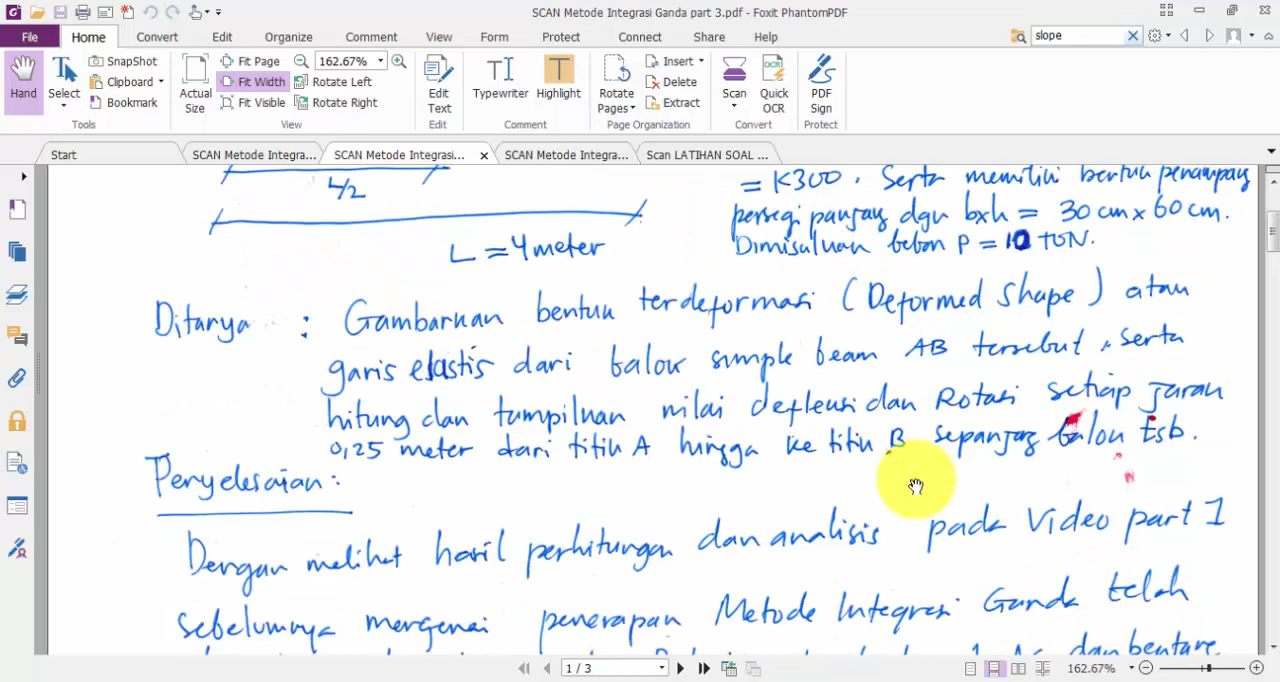 SCAN Metode Integrasi Ganda part 3.pdf - Foxit PhantomPDF
File Home Convert Edit Organize Comment View Form Protect Connect Share Help
slope
Hand
Select
SnapShot
Clipboard
Bookmark
Tools
Actual Size
Fit Page
Fit Width
Fit Visible
162.67%
Rotate Left
Rotate Right
View
Edit Text
Edit
Typewriter
Highlight
Comment
Rotate Pages
Insert
Delete
Extract
Page Organization
Scan
Quick OCR
Convert
PDF Sign
Protect
Start
SCAN Metode Integra...
SCAN Metode Integrasi...
SCAN Metode Integra...
Scan LATIHAN SOAL ...
L/2
L = 4 meter
= K300. Serta memiliki bentuk penampang
persegi panjang dgn bxh = 30 cm x 60 cm.
Dimisalkan beban P = 10 TON.
Ditanya : Gambarkan bentuk terdeformasi (Deformed Shape) atau
garis elastis dari balok simple beam AB tersebut, serta
hitung dan tampilkan nilai defleksi dan Rotasi setiap jarak
0,25 meter dari titik A hingga ke titik B sepanjang balok tsb.
Penyelesaian :
Dengan melihat hasil perhitungan dan analisis pada Video part 1
sebelumnya mengenai penerapan Metode Integrasi Ganda telah
dan bentang
1 / 3
162.67%